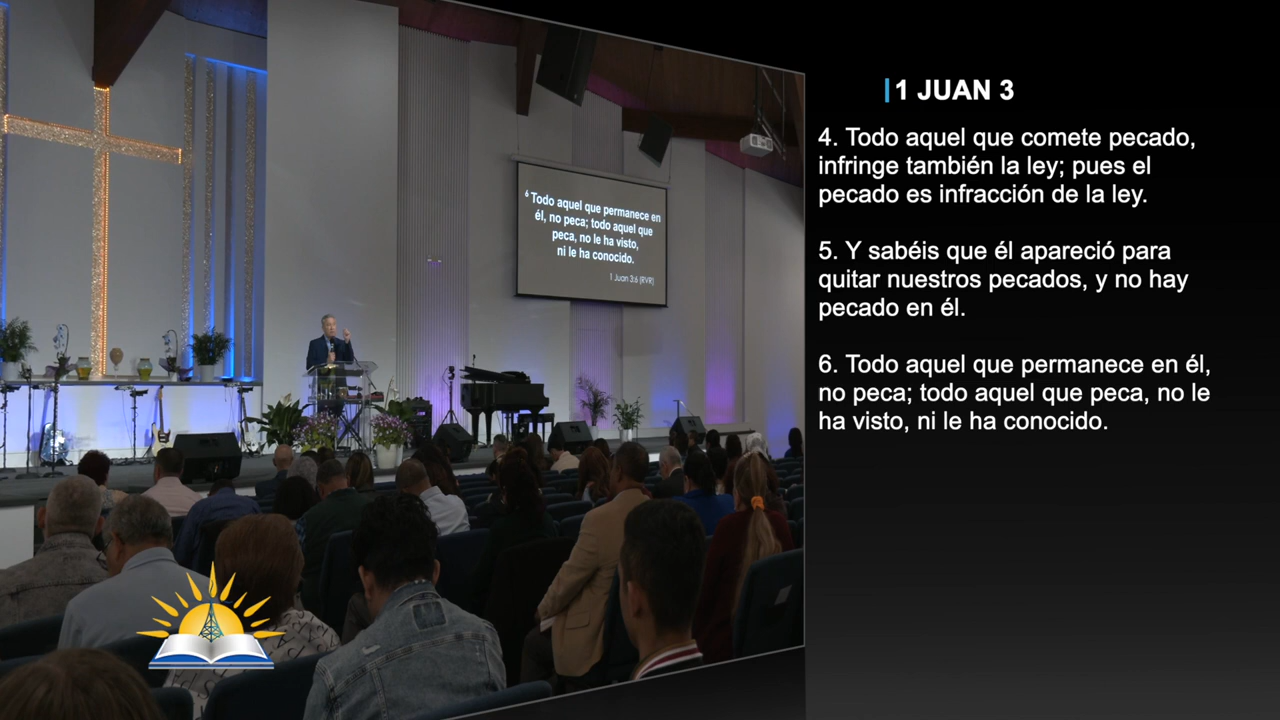 1 JUAN 3
4. Todo aquel que comete pecado,
infringe también la ley; pues el
pecado es infracción de la ley.
5. Y sabéis que él apareció para
quitar nuestros pecados, y no hay
pecado en él.
6. Todo aquel que permanece en él,
no peca; todo aquel que peca, no le
ha visto, ni le ha conocido.
6 Todo aquel que permanece en
él, no peca; todo aquel que
peca, no le ha visto,
ni le ha conocido.
1 Juan 3:6 (RVR)